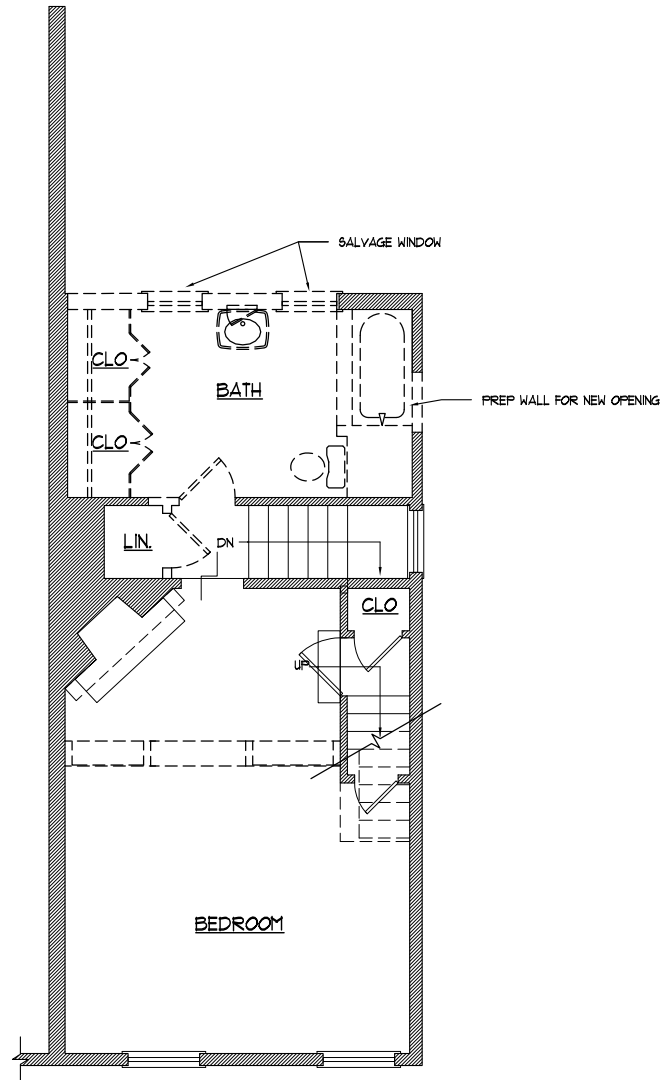 SALVAGE WINDOW
CLO
BATH
PREP WALL FOR NEW OPENING
CLO
LIN.
DN
CLO
UP
BEDROOM